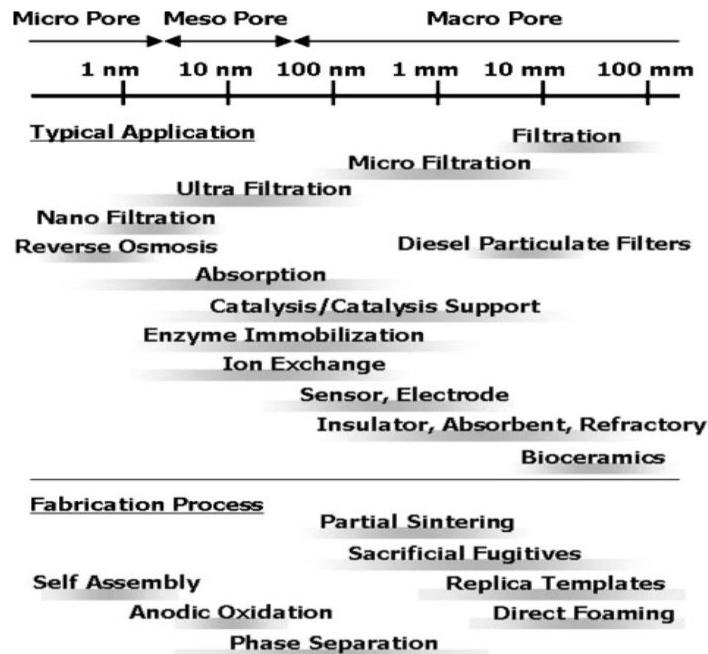 Micro Pore Meso Pore Macro Pore
1 nm 10 nm 100 nm 1 mm 10 mm 100 mm
Typical Application
Filtration
Micro Filtration
Ultra Filtration
Nano Filtration
Reverse Osmosis Diesel Particulate Filters
Absorption
Catalysis/Catalysis Support
Enzyme Immobilization
Ion Exchange
Sensor, Electrode
Insulator, Absorbent, Refractory
Bioceramics
Fabrication Process
Partial Sintering
Sacrificial Fugitives
Self Assembly Replica Templates
Anodic Oxidation Direct Foaming
Phase Separation